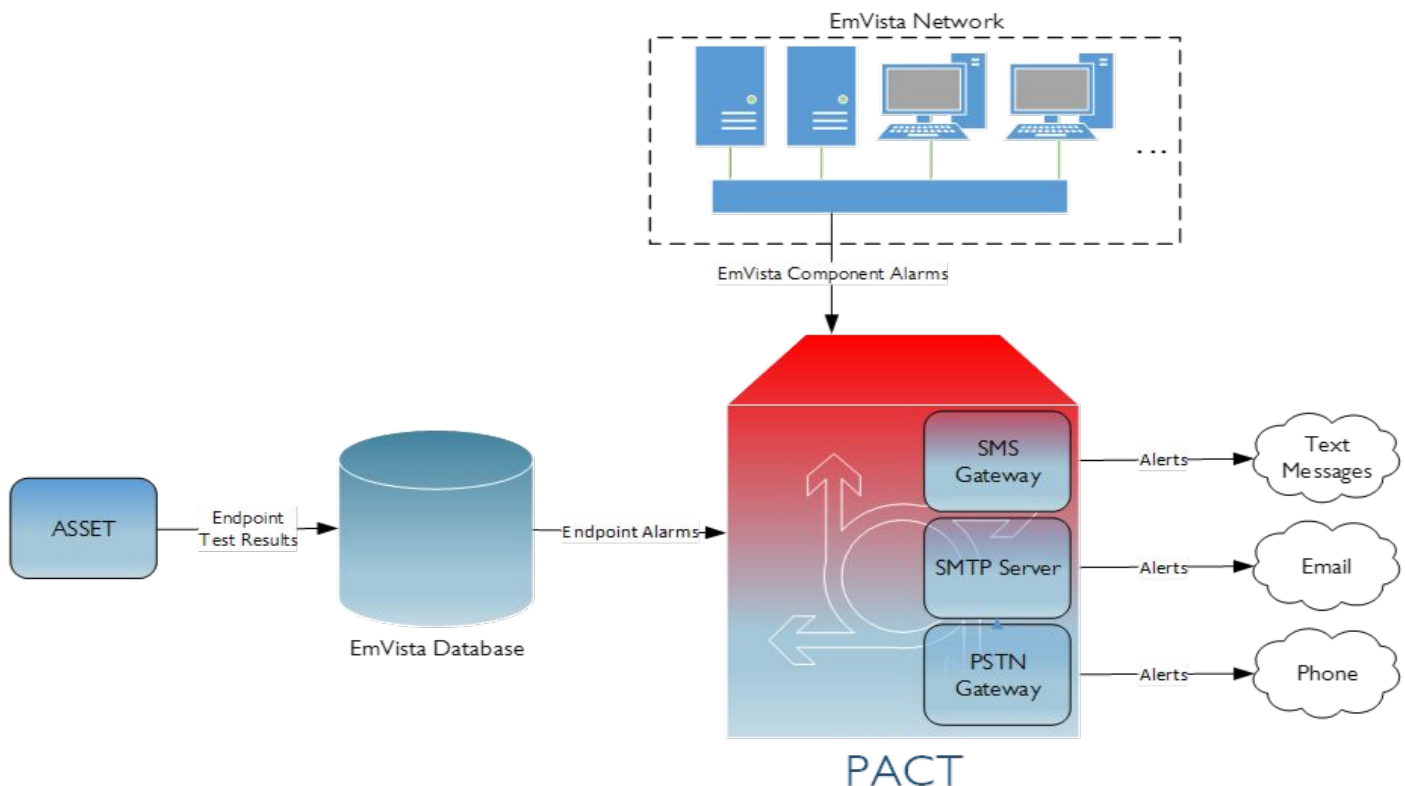 EmVista Network
...
EmVista Component Alarms
SMS
Gateway
Alerts
Text
Messages
ASSET
Endpoint
Test Results
Endpoint Alarms
SMTP Server
Alerts
Email
EmVista Database
PSTN
Gateway
Alerts
Phone
PACT